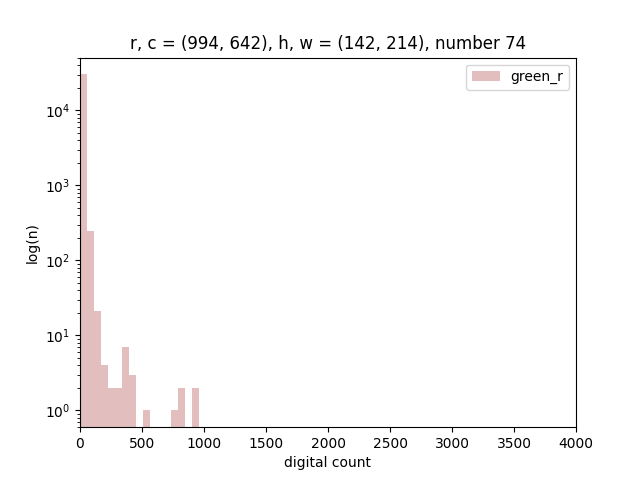 r, c = (994, 642), h, w = (142, 214), number 74
green_r
10⁴
10³
10²
10¹
10⁰
log(n)
0 500 1000 1500 2000 2500 3000 3500 4000
digital count